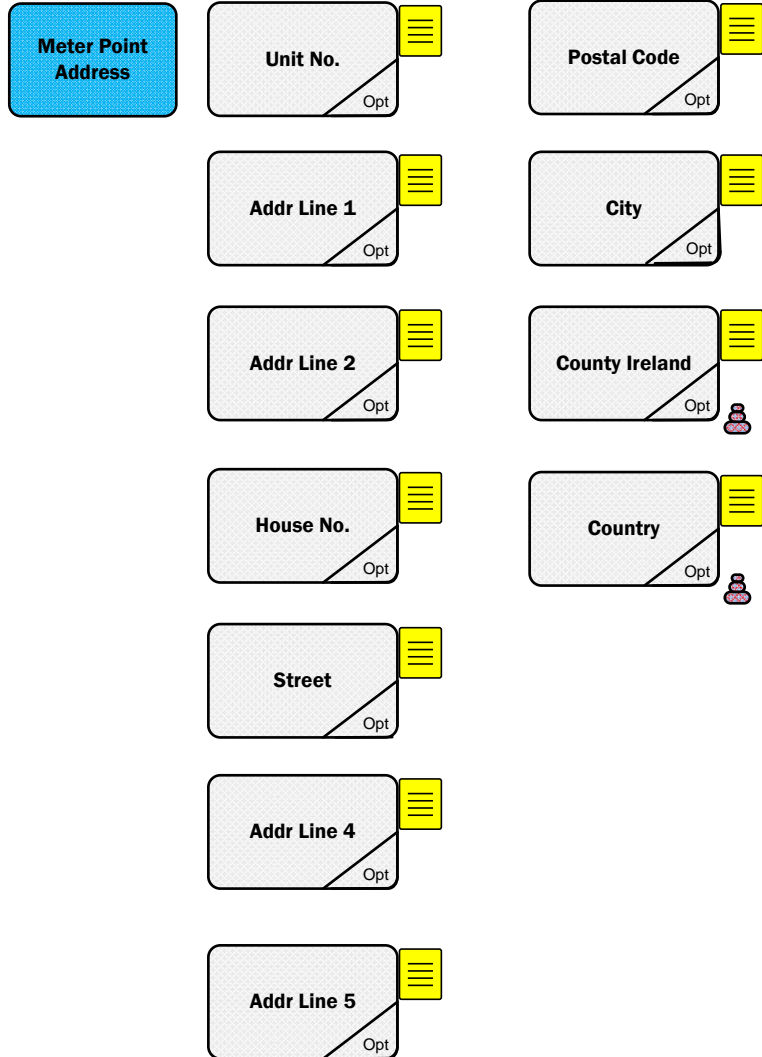 Meter Point
Address
Unit No.
Opt
Addr Line 1
Opt
Addr Line 2
Opt
House No.
Opt
Street
Opt
Addr Line 4
Opt
Addr Line 5
Opt
Postal Code
Opt
City
Opt
County Ireland
Opt
Country
Opt